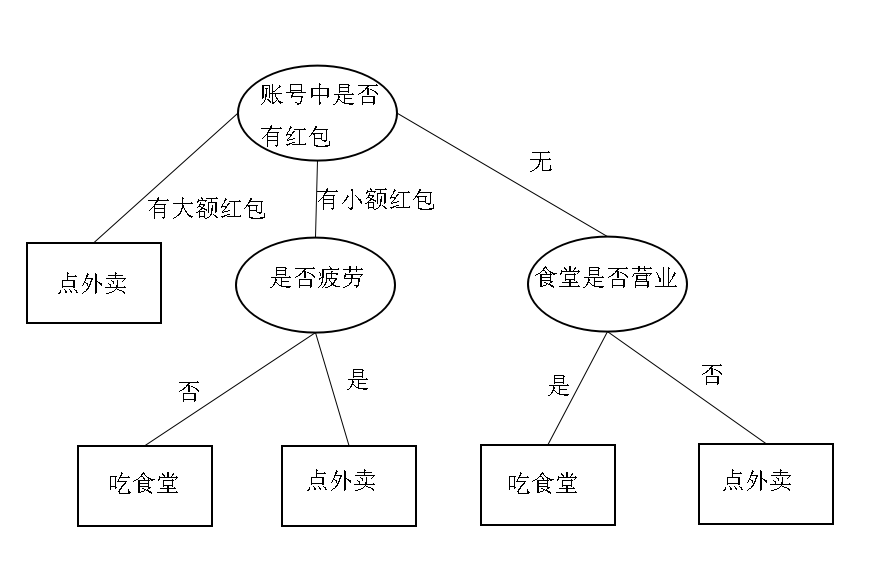 账号中是否
有红包
无
有大额红包
有小额红包
点外卖
是否疲劳
食堂是否营业
否
是
是
否
吃食堂
点外卖
吃食堂
点外卖